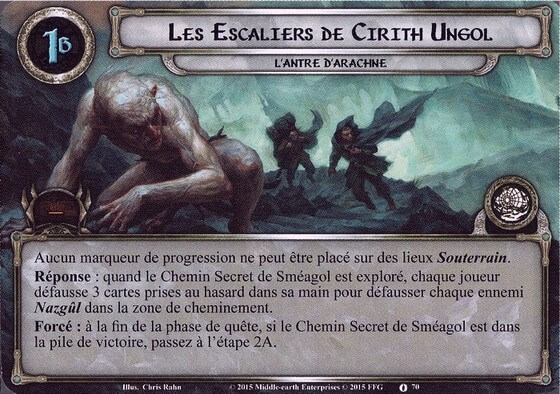 1B
LES ESCALIERS DE CIRITH UNGOL
L'ANTRE D'ARACHNE
Aucun marqueur de progression ne peut être placé sur des lieux Souterrain.
Réponse : quand le Chemin Secret de Sméagol est exploré, chaque joueur
défausse 3 cartes prises au hasard dans sa main pour défausser chaque ennemi
Nazgûl dans la zone de cheminement.
Forcé : à la fin de la phase de quête, si le Chemin Secret de Sméagol est dans
la pile de victoire, passez à l'étape 2A.
Illus. Chris Rahn © 2015 Middle-earth Enterprises © 2015 FFG 70